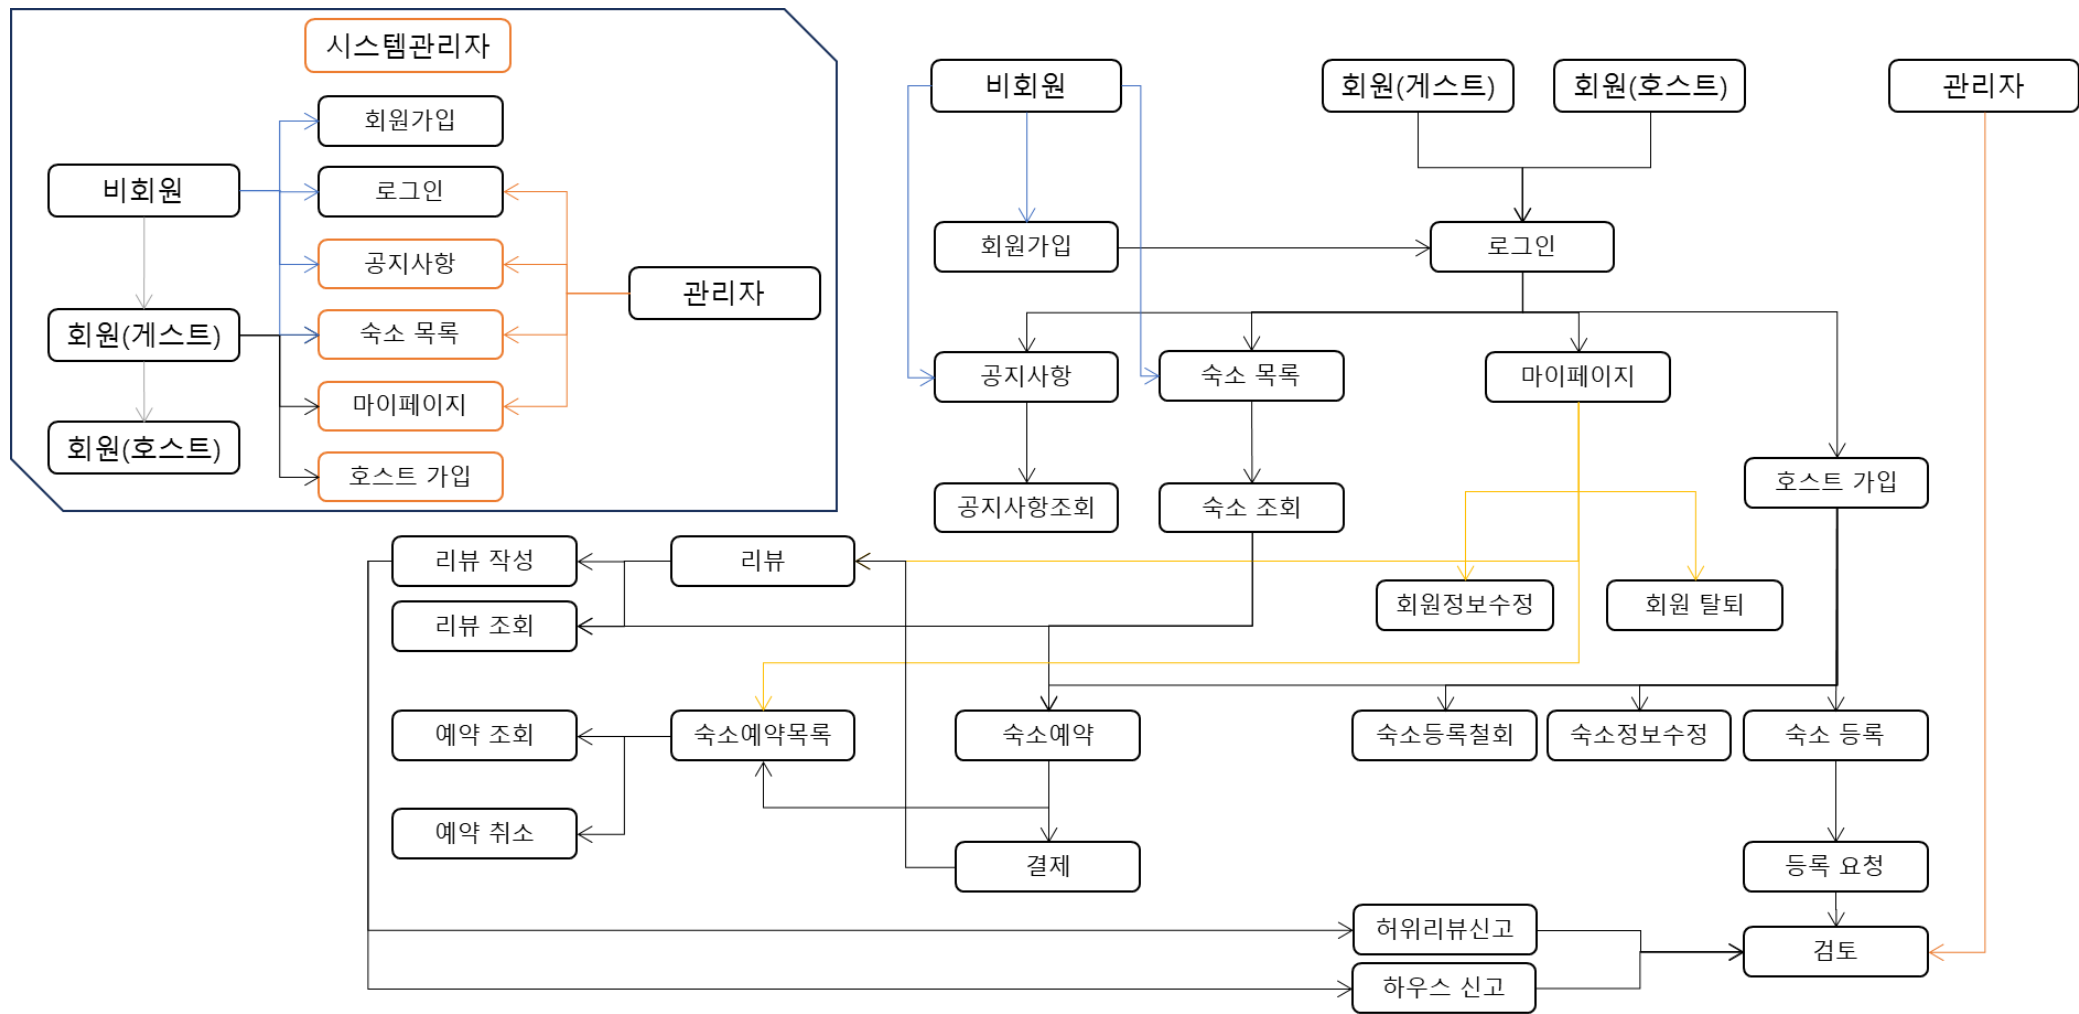 시스템관리자
회원가입
비회원
로그인
공지사항
관리자
회원(게스트)
숙소 목록
마이페이지
회원(호스트)
호스트 가입
비회원
회원(게스트)
회원(호스트)
관리자
회원가입
로그인
공지사항
숙소 목록
마이페이지
호스트 가입
공지사항조회
숙소 조회
리뷰 작성
리뷰
회원정보수정
회원 탈퇴
리뷰 조회
예약 조회
숙소예약목록
숙소예약
숙소등록철회
숙소정보수정
숙소 등록
예약 취소
결제
등록 요청
허위리뷰신고
검토
하우스 신고